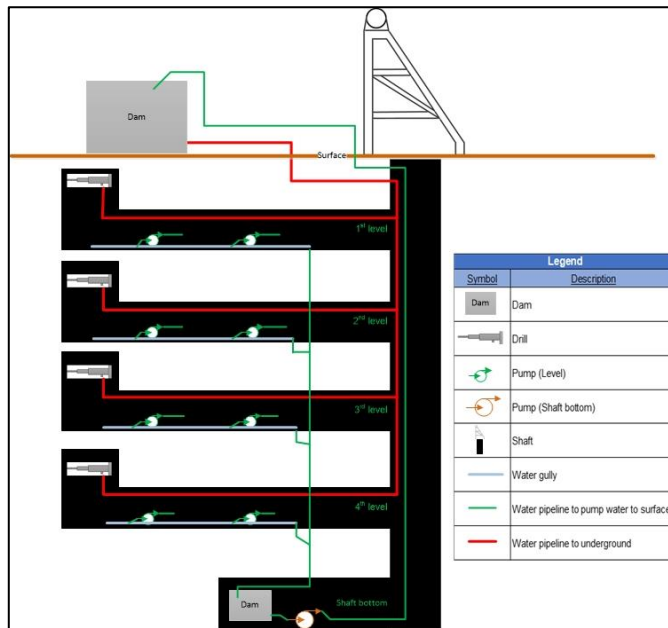 Dam
Surface
1st level
2nd level
3rd level
4th level
Shaft bottom
Dam
Legend
Symbol Description
Dam Dam
Drill
Pump (Level)
Pump (Shaft bottom)
Shaft
Water gully
Water pipeline to pump water to surface
Water pipeline to underground